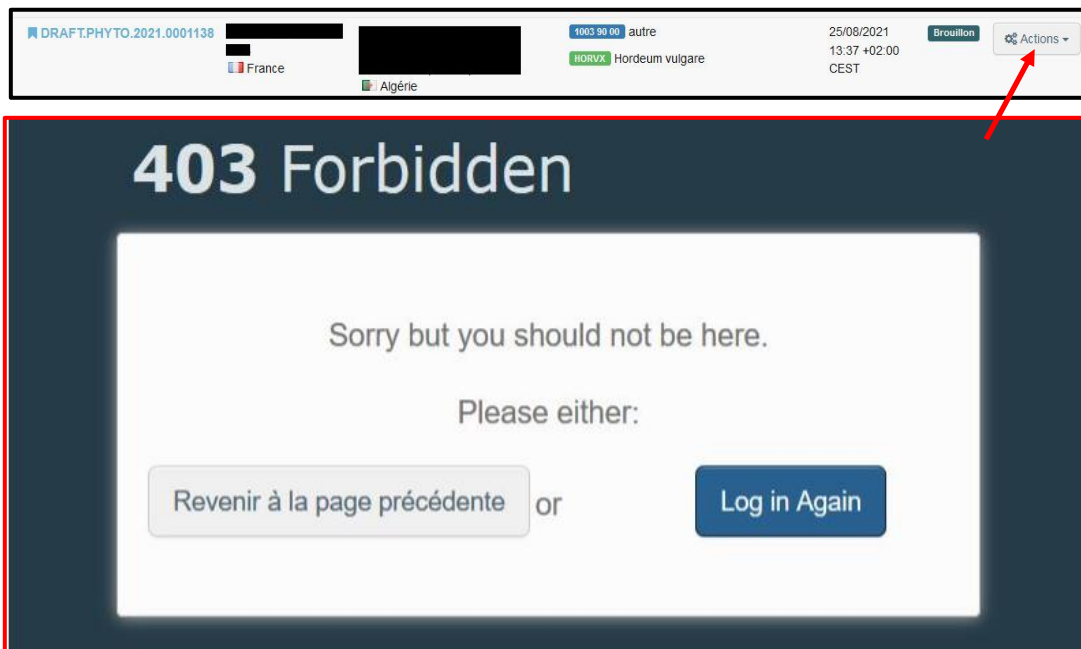 DRAFT.PHYTO.2021.0001138
France
Algérie
1003 90 00 autre
HORVX Hordeum vulgare
25/08/2021
13:37 +02:00
CEST
Brouillon
Actions
403 Forbidden
Sorry but you should not be here.
Please either:
Revenir à la page précédente or Log in Again